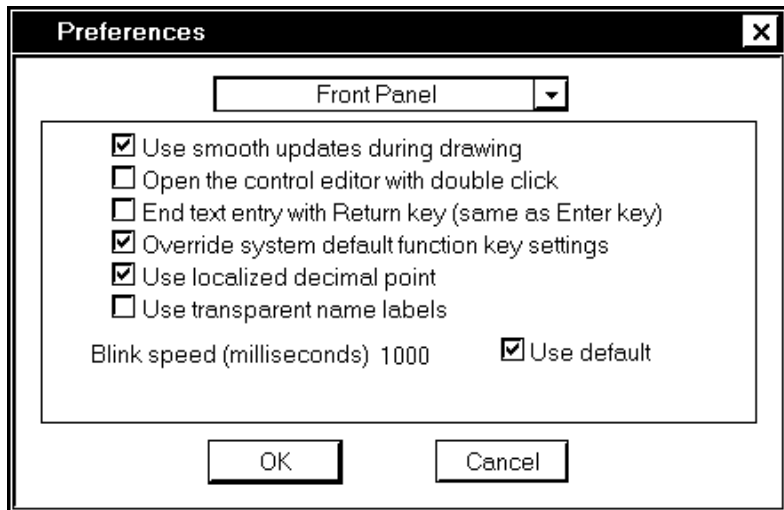 Preferences
Front Panel
Use smooth updates during drawing
Open the control editor with double click
End text entry with Return key (same as Enter key)
Override system default function key settings
Use localized decimal point
Use transparent name labels
Blink speed (milliseconds) 1000 Use default
OK Cancel